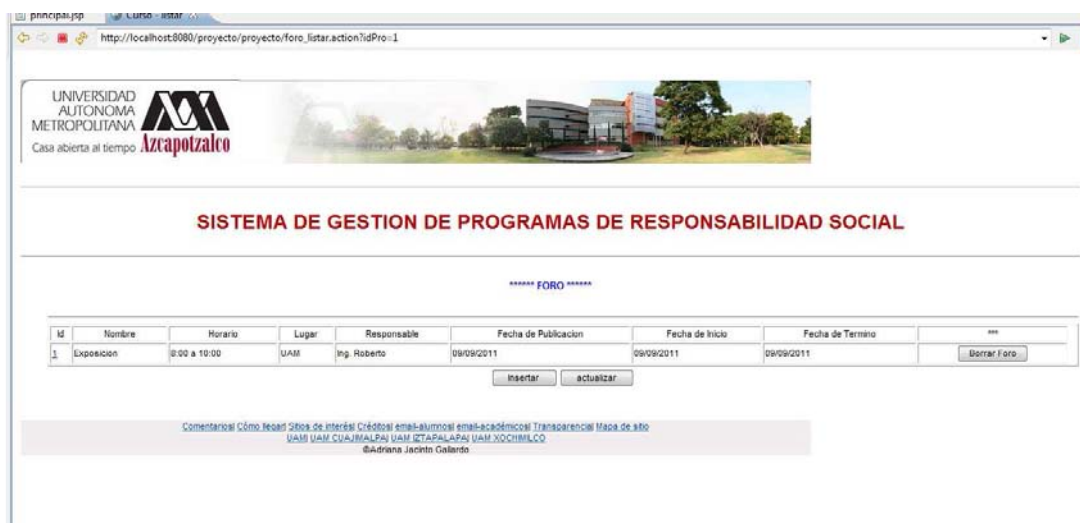 principal.jsp Curso - listar
http://localhost:8080/proyecto/proyecto/foro_listar.action?idPro=1
UNIVERSIDAD
AUTONOMA
METROPOLITANA
Casa abierta al tiempo Azcapotzalco
SISTEMA DE GESTION DE PROGRAMAS DE RESPONSABILIDAD SOCIAL
****** FORO ******
Id Nombre Horario Lugar Responsable Fecha de Publicacion Fecha de Inicio Fecha de Termino ***
1 Exposicion 8:00 a 10:00 UAM Ing. Roberto 09/09/2011 09/09/2011 09/09/2011 Borrar Foro
Insertar actualizar
Comentarios| Cómo llegar| Sitios de interés| Créditos| email-alumnos| email-académicos| Transparencia| Mapa de sitio
UAM| UAM CUAJIMALPA| UAM IZTAPALAPA| UAM XOCHIMILCO
©Adriana Jacinto Gallardo